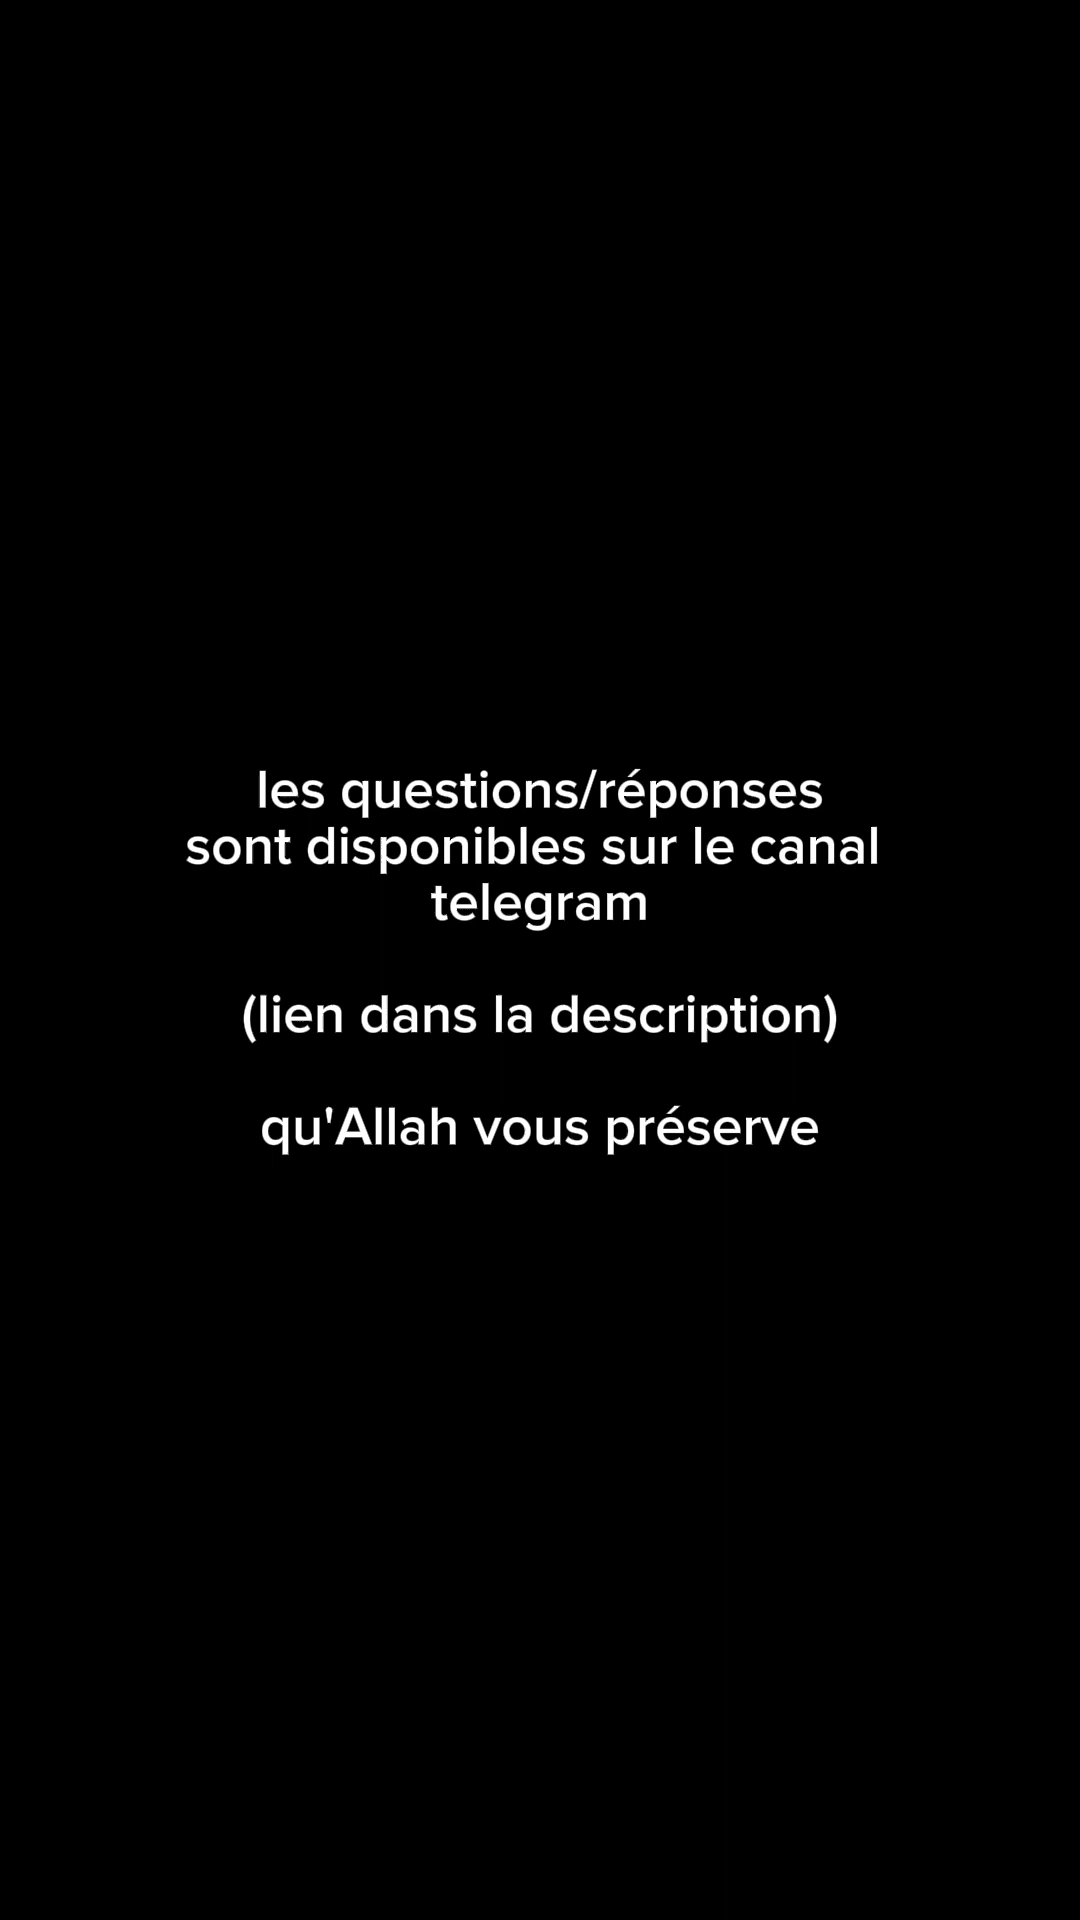 les questions/réponses
sont disponibles sur le canal
telegram
(lien dans la description)
qu'Allah vous préserve